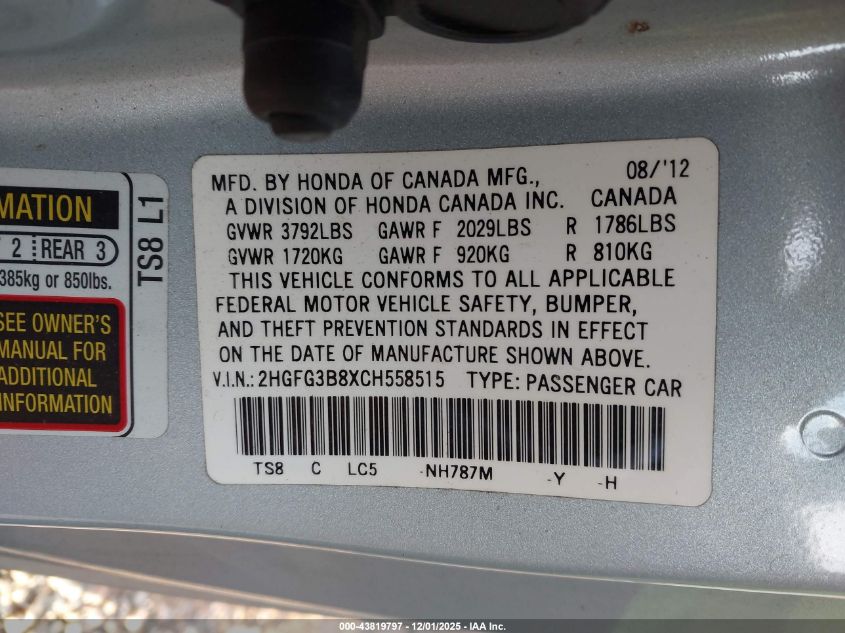 MATION
2 REAR 3
385kg or 850lbs.
SEE OWNER'S
MANUAL FOR
ADDITIONAL
INFORMATION
TS8 L1
08/'12
MFD. BY HONDA OF CANADA MFG.,
A DIVISION OF HONDA CANADA INC. CANADA
GVWR 3792LBS GAWR F 2029LBS R 1786LBS
GVWR 1720KG GAWR F 920KG R 810KG
THIS VEHICLE CONFORMS TO ALL APPLICABLE
FEDERAL MOTOR VEHICLE SAFETY, BUMPER,
AND THEFT PREVENTION STANDARDS IN EFFECT
ON THE DATE OF MANUFACTURE SHOWN ABOVE.
V.I.N.: 2HGFG3B8XCH558515 TYPE: PASSENGER CAR
TS8 C LC5 -NH787M -Y -H
000-43819797 - 12/01/2025 - IAA Inc.